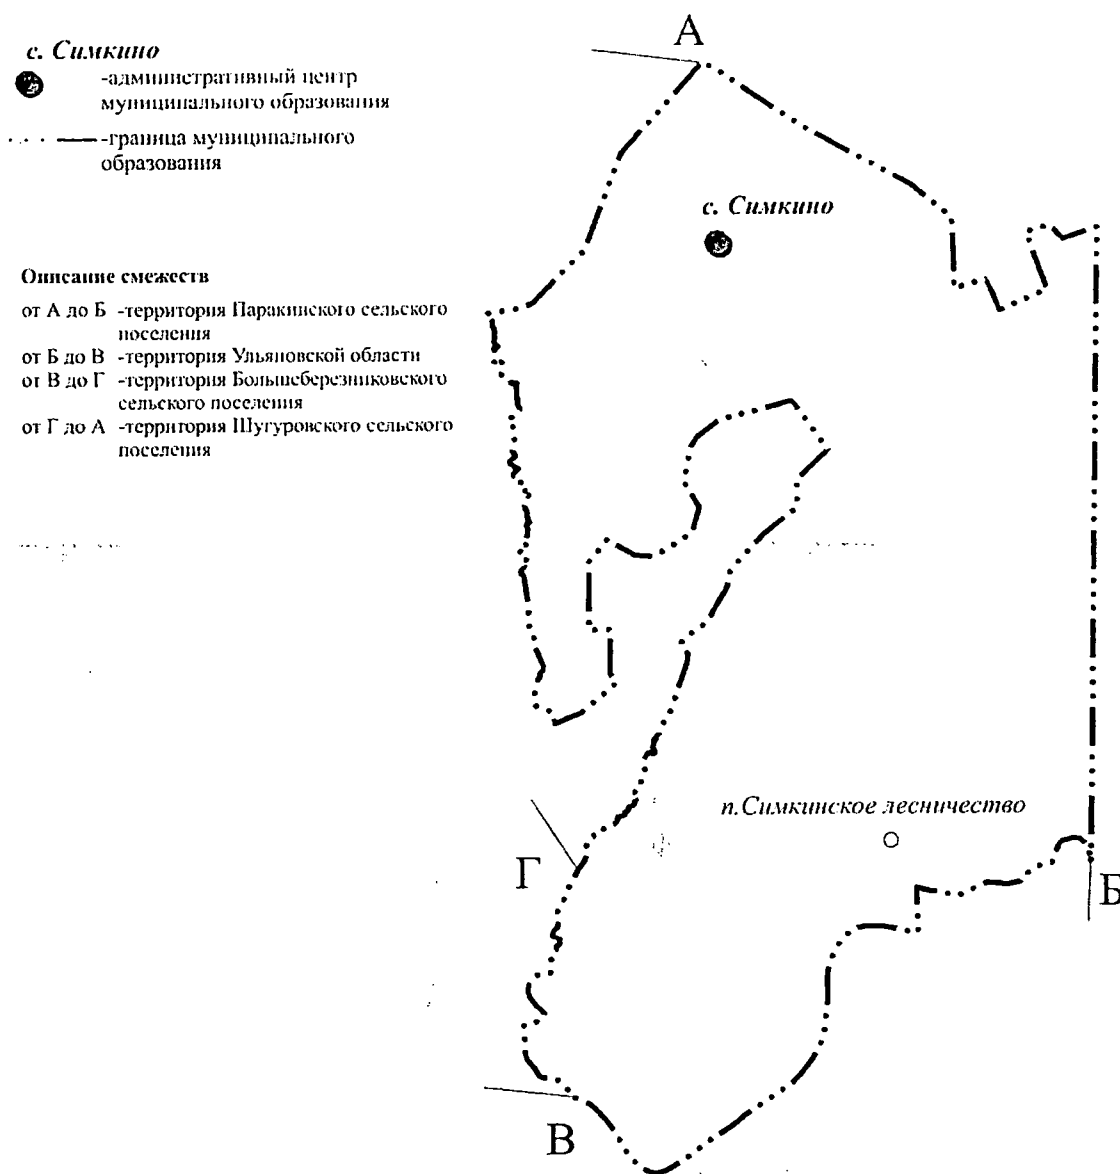 с. Симкино
-административный центр
муниципального образования
-граница муниципального
образования
Описание смежеств
от А до Б -территория Паракинского сельского
поселения
от Б до В -территория Ульяновской области
от В до Г -территория Большеберезниковского
сельского поселения
от Г до А -территория Шугуровского сельского
поселения
А
с. Симкино
п.Симкинское лесничество
Г
Б
В